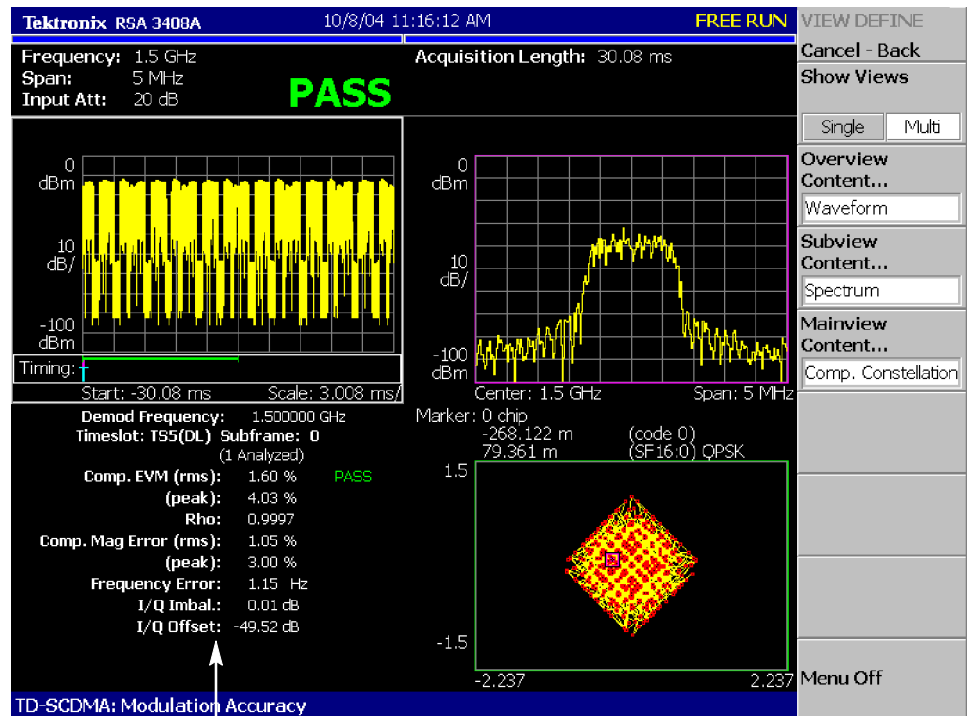 Tektronix RSA 3408A 10/8/04 11:16:12 AM FREE RUN
Frequency: 1.5 GHz
Span: 5 MHz
Input Att: 20 dB
PASS
Acquisition Length: 30.08 ms
0
dBm
10
dB/
-100
dBm
Timing:
Start: -30.08 ms Scale: 3.008 ms/
0
dBm
10
dB/
-100
dBm
Center: 1.5 GHz Span: 5 MHz
Demod Frequency: 1.500000 GHz
Timeslot: TS5(DL) Subframe: 0
(1 Analyzed)
Comp. EVM (rms): 1.60 % PASS
(peak): 4.03 %
Rho: 0.9997
Comp. Mag Error (rms): 1.05 %
(peak): 3.00 %
Frequency Error: 1.15 Hz
I/Q Imbal.: 0.01 dB
I/Q Offset: -49.52 dB
Marker: 0 chip
-268.122 m (code 0)
79.361 m (SF16:0) QPSK
1.5
-1.5
-2.237 2.237
TD-SCDMA: Modulation Accuracy
VIEW DEFINE
Cancel - Back
Show Views
Single Multi
Overview
Content...
Waveform
Subview
Content...
Spectrum
Mainview
Content...
Comp. Constellation
Menu Off